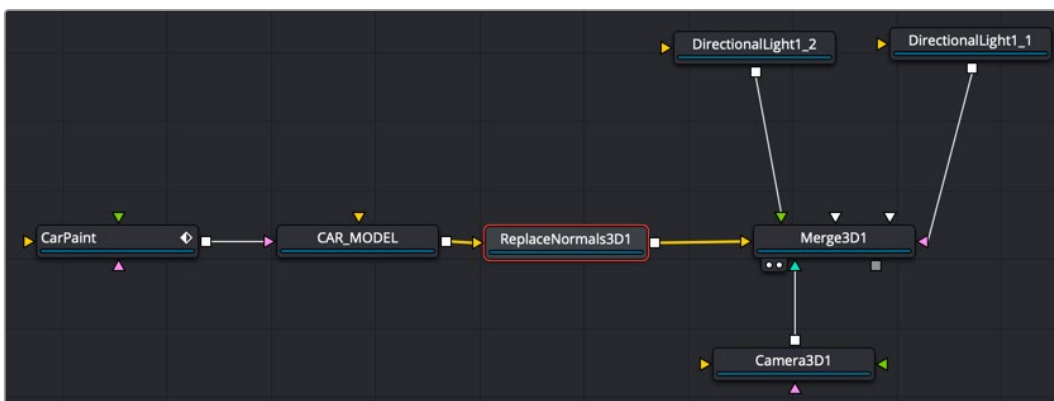 DirectionalLight1_2
DirectionalLight1_1
CarPaint
CAR_MODEL
ReplaceNormals3D1
Merge3D1
Camera3D1